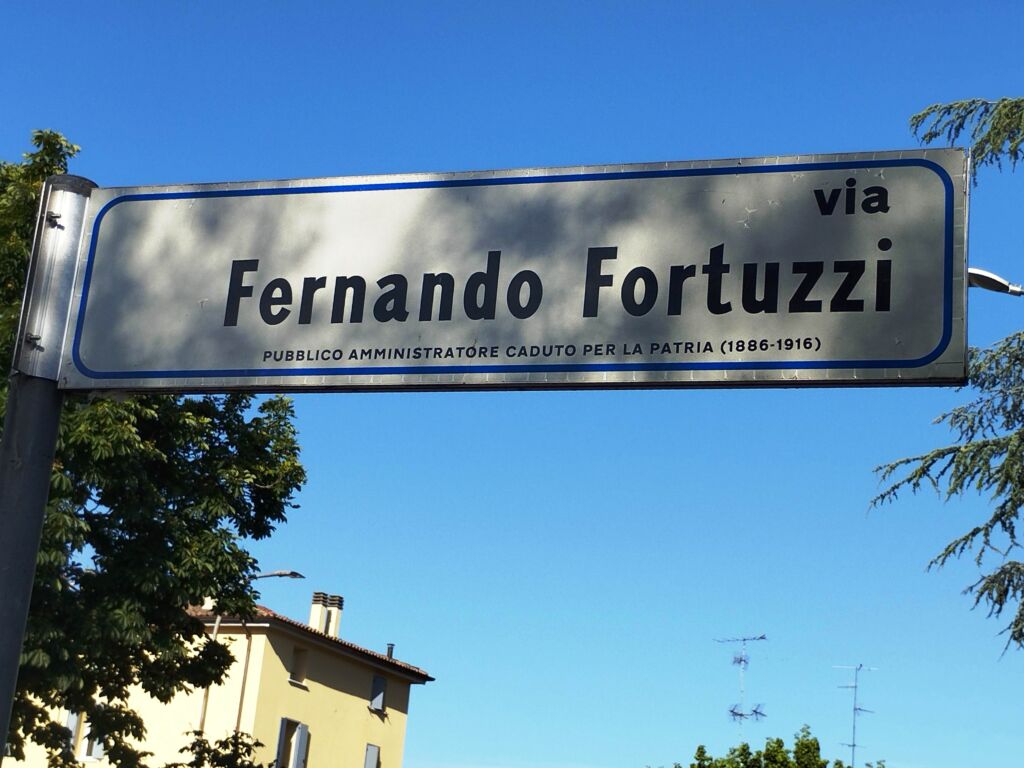 via
Fernando Fortuzzi
PUBBLICO AMMINISTRATORE CADUTO PER LA PATRIA (1886-1916)